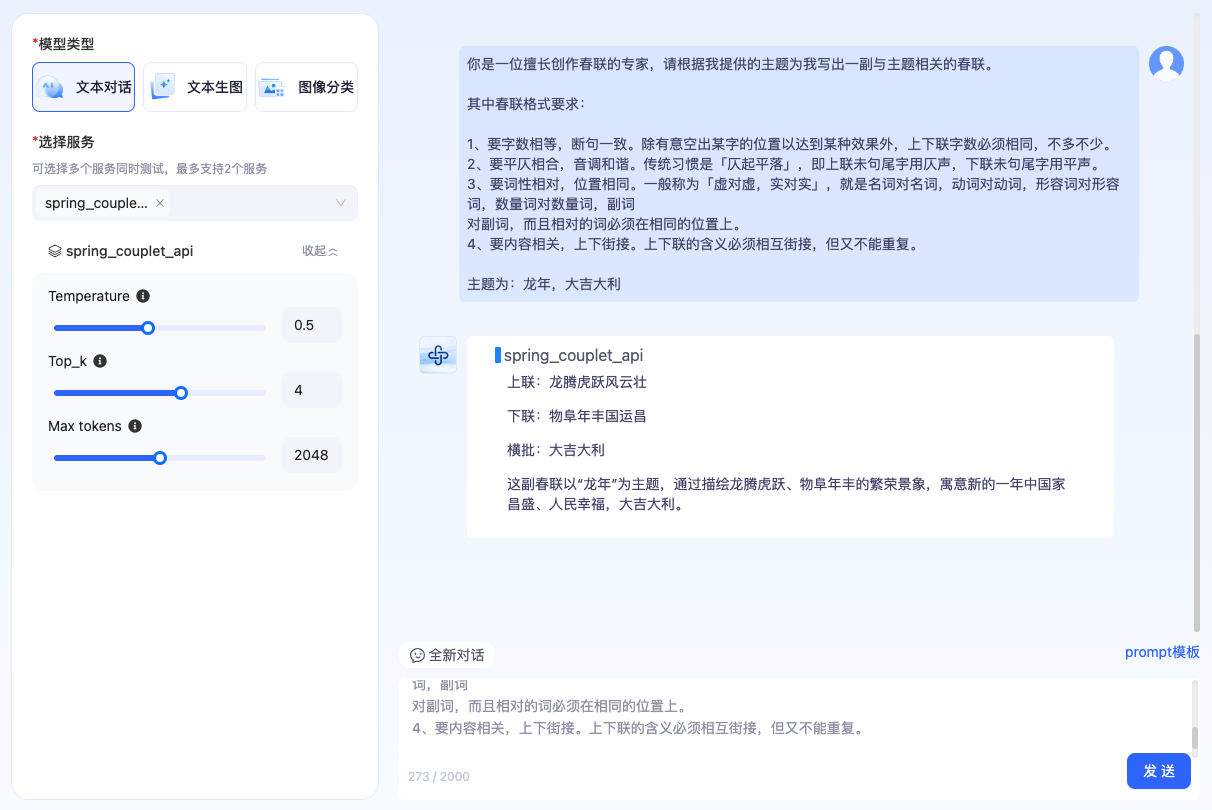 *模型类型
文本对话
文本生图
图像分类
*选择服务
可选择多个服务同时测试，最多支持2个服务
spring_couple... ×
spring_couplet_api
收起
Temperature
0.5
Top_k
4
Max tokens
2048
你是一位擅长创作春联的专家，请根据我提供的主题为我写出一副与主题相关的春联。
其中春联格式要求：
1、要字数相等，断句一致。除有意空出某字的位置以达到某种效果外，上下联字数必须相同，不多不少。
2、要平仄相合，音调和谐。传统习惯是「仄起平落」，即上联末句尾字用仄声，下联末句尾字用平声。
3、要词性相对，位置相同。一般称为「虚对虚，实对实」，就是名词对名词，动词对动词，形容词对形容
词，数量词对数量词，副词
对副词，而且相对的词必须在相同的位置上。
4、要内容相关，上下街接。上下联的含义必须相互街接，但又不能重复。
主题为：龙年，大吉大利
spring_couplet_api
上联：龙腾虎跃风云壮
下联：物阜年丰国运昌
横批：大吉大利
这副春联以“龙年”为主题，通过描绘龙腾虎跃、物阜年丰的繁荣景象，寓意新的一年中国家
昌盛、人民幸福，大吉大利。
全新对话
prompt模板
词，副词
对副词，而且相对的词必须在相同的位置上。
4、要内容相关，上下街接。上下联的含义必须相互街接，但又不能重复。
273 / 2000
发 送